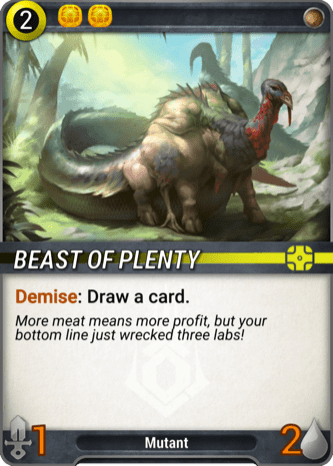 2
BEAST OF PLENTY
Demise: Draw a card.
More meat means more profit, but your
bottom line just wrecked three labs!
1
Mutant
2